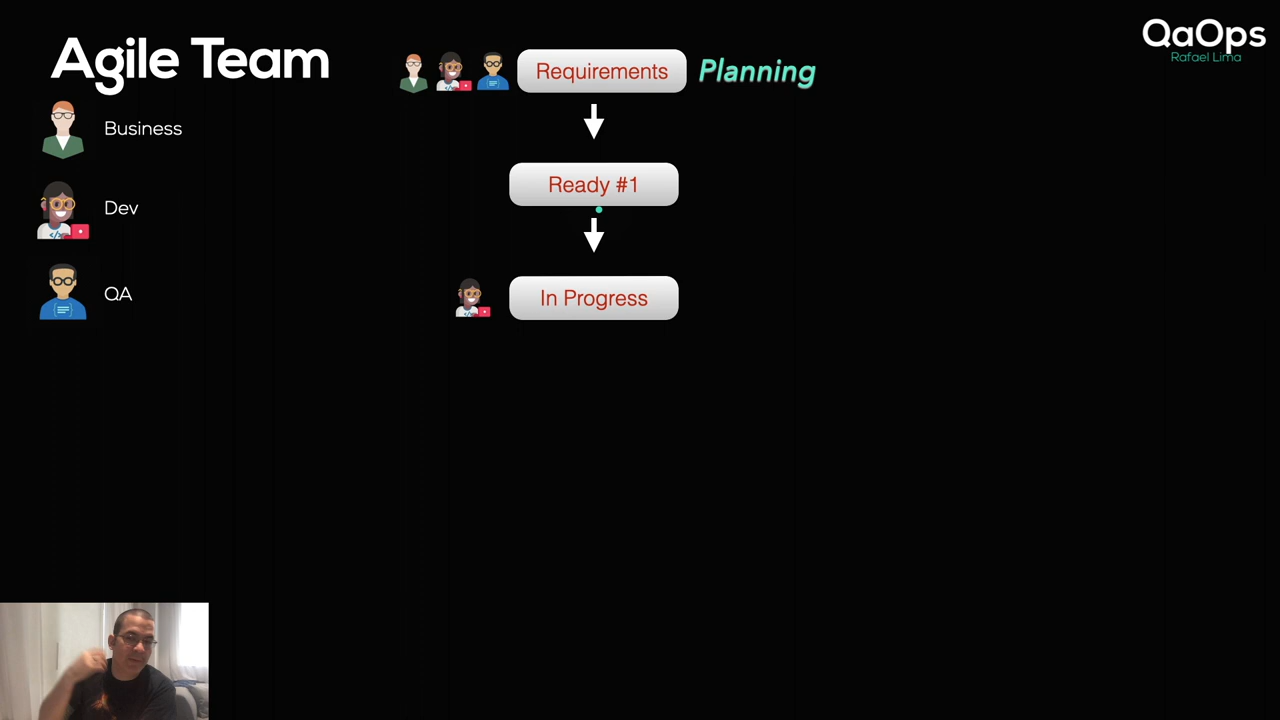 Agile Team
Business
Dev
QA
Requirements
Planning
Ready #1
In Progress
QaOps
Rafael Lima